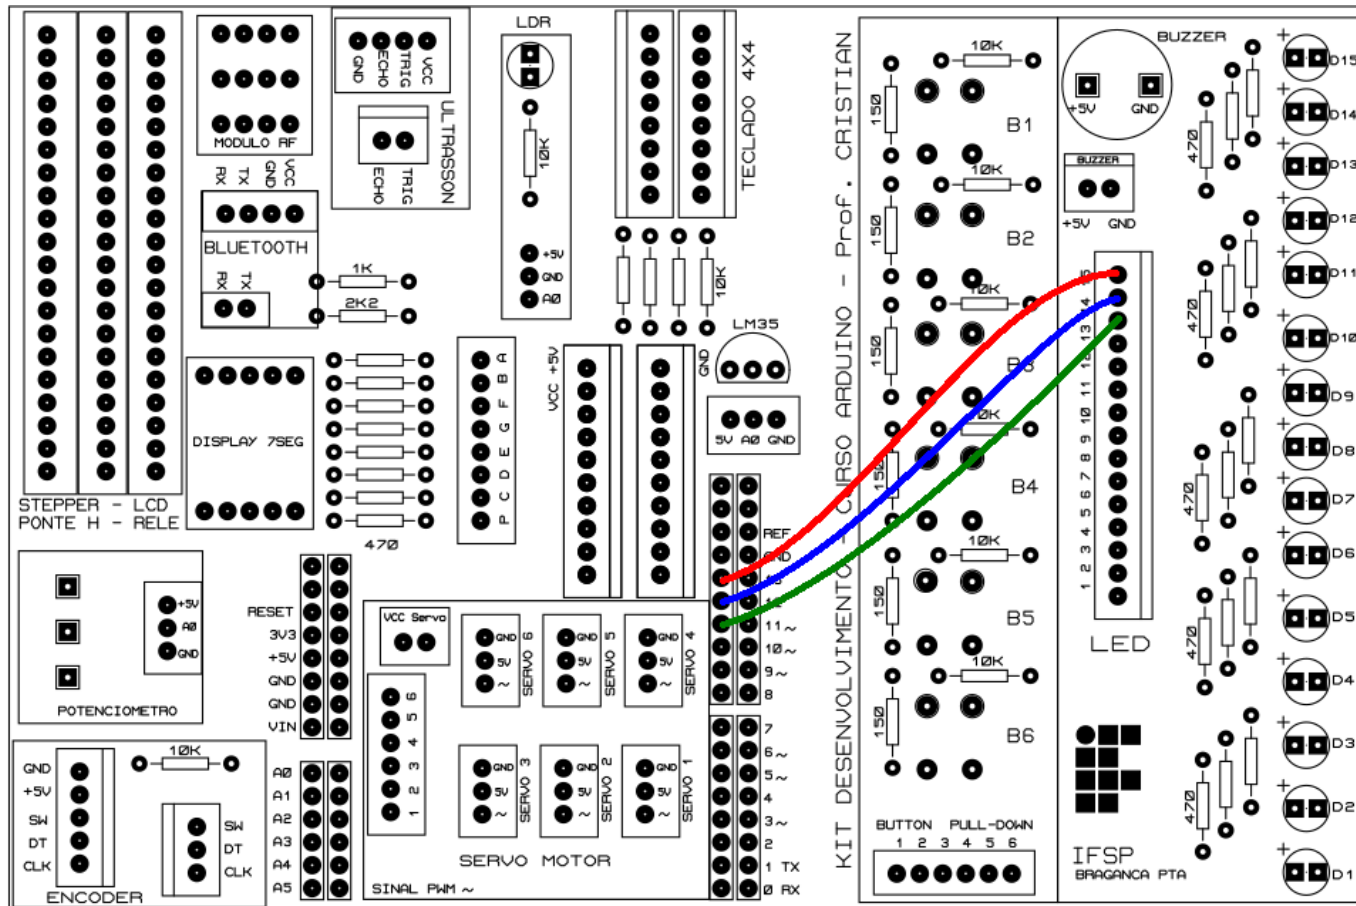 STEPPER - LCD
PONTE H - RELE
MODULO RF
RX TX GND VCC
BLUETOOTH
RX TX
1K
2K2
GND ECHO TRIG VCC
ULTRASSON
ECHO TRIG
LDR
10K
+5V
GND
A0
TECLADO 4X4
10K
LM35
5V A0 GND
DISPLAY 7SEG
470
A
B
F
G
E
D
C
P
VCC +5V
GND
POTENCIOMETRO
+5V
A0
GND
RESET
3V3
+5V
GND
GND
VIN
A0
A1
A2
A3
A4
A5
GND
+5V
SW
DT
CLK
ENCODER
10K
SW
DT
CLK
VCC Servo
6
5
4
3
2
1
GND
5V
~
SERVO 6
GND
5V
~
SERVO 5
GND
5V
~
SERVO 4
GND
5V
~
SERVO 3
GND
5V
~
SERVO 2
GND
5V
~
SERVO 1
SERVO MOTOR
SINAL PWM ~
REF
GND
13
12
11~
10~
9~
8
7
6~
5~
4
3~
2
1 TX
0 RX
KIT DESENVOLVIMENTO - CURSO ARDUINO - Prof. CRISTIAN
150
10K
B1
150
10K
B2
150
10K
B3
150
10K
B4
150
10K
B5
150
10K
B6
BUTTON PULL-DOWN
1 2 3 4 5 6
BUZZER
+5V GND
BUZZER
+5V GND
15
14
13
12
11
10
9
8
7
6
5
4
3
2
1
LED
IFSP
BRAGANCA PTA
470
470
470
470
470
+ D15
+ D14
+ D13
+ D12
+ D11
+ D10
+ D9
+ D8
+ D7
+ D6
+ D5
+ D4
+ D3
+ D2
+ D1